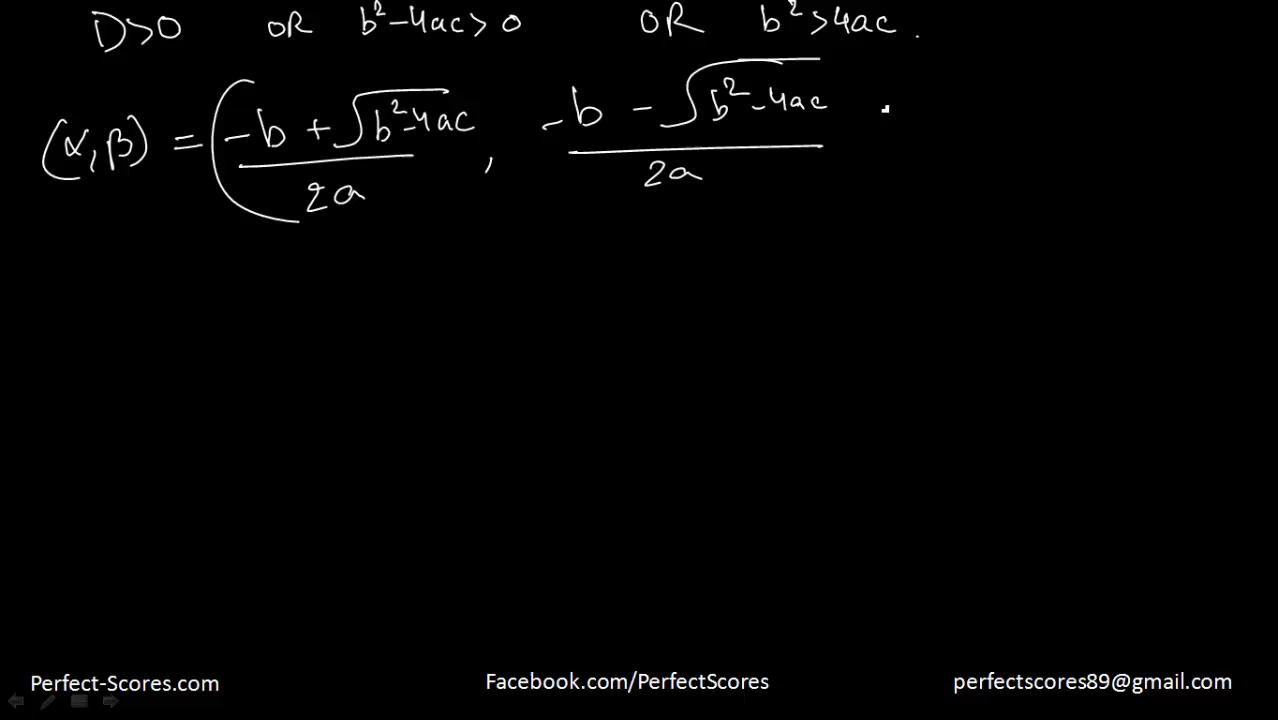 D>0 OR b²-4ac>0 OR b²>4ac.
(α,β) = (-b+√b²-4ac/2a, -b-√b²-4ac/2a
Perfect-Scores.com Facebook.com/PerfectScores perfectscores89@gmail.com